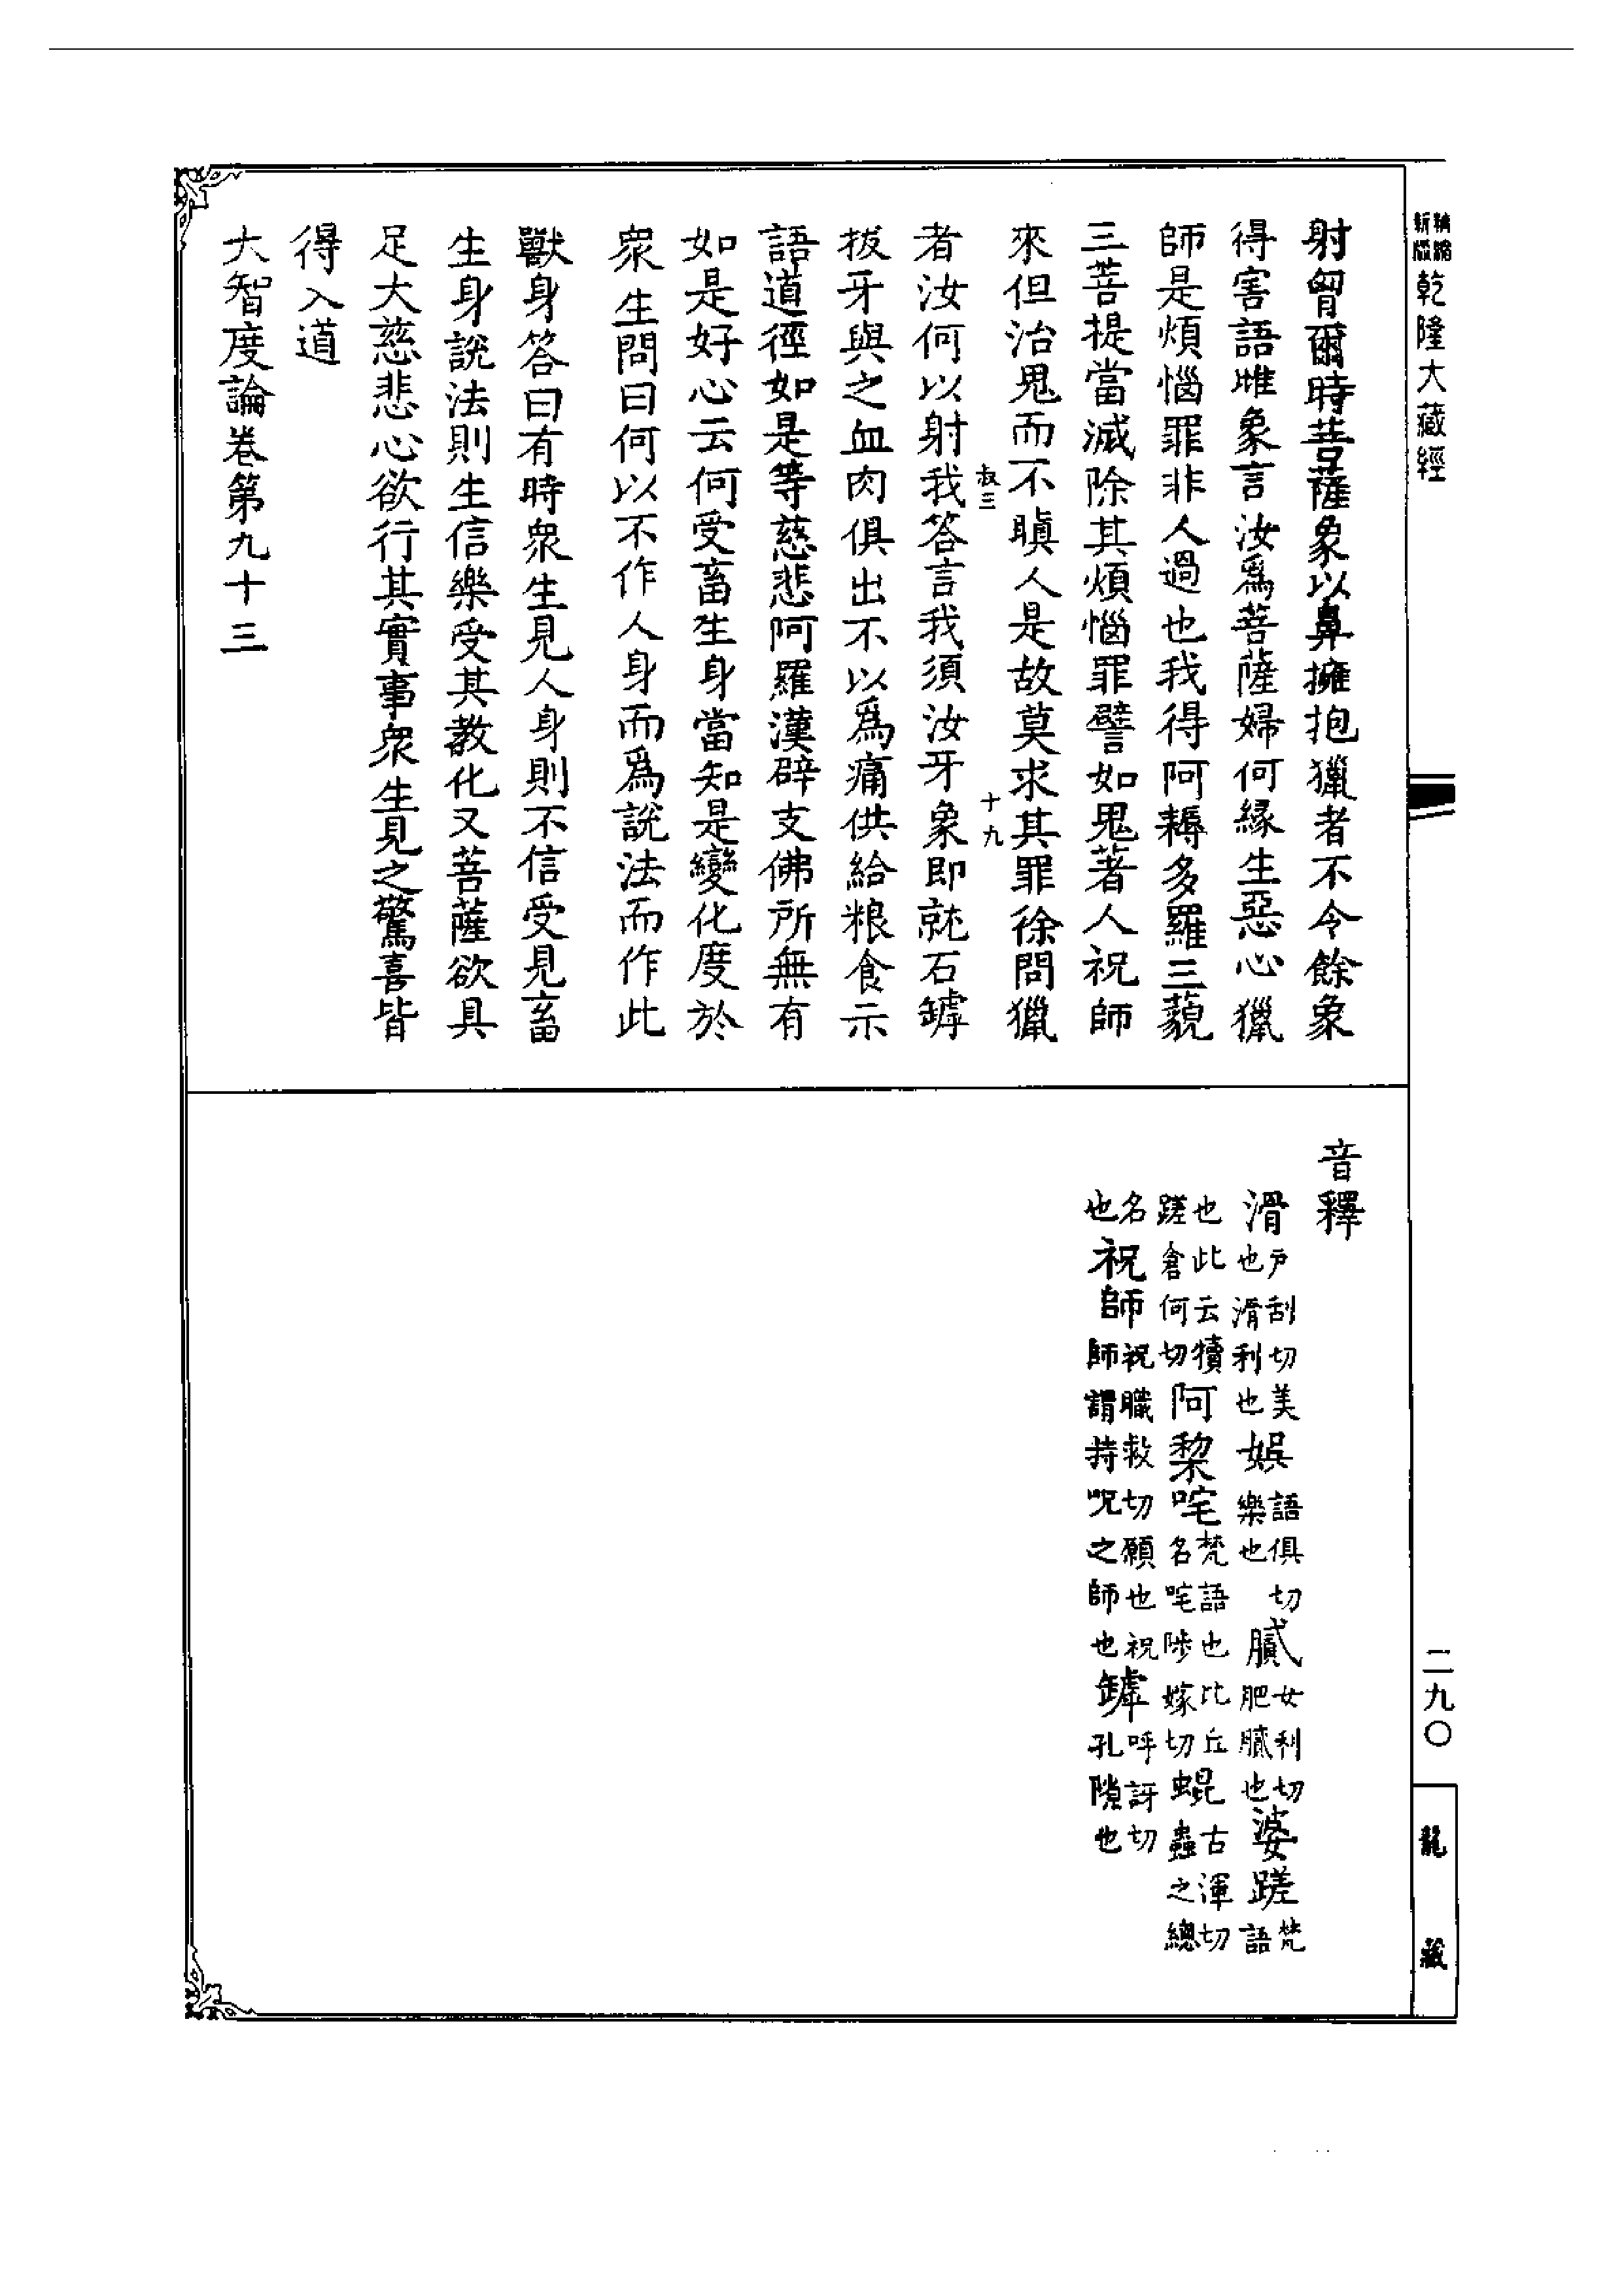 新版精縮 乾隆大藏經
二九〇
龍藏
射胷爾時菩薩象以鼻擁抱獵者不令餘象
得害語雌象言汝爲菩薩婦何緣生惡心獵
師是煩惱罪非人過也我得阿耨多羅三藐
三菩提當滅除其煩惱罪譬如鬼著人祝師
來但治鬼而不瞋人是故莫求其罪徐問獵
叔三 十九
者汝何以射我答言我須汝牙象即就石罅
拔牙與之血肉俱出不以爲痛供給粮食示
語道徑如是等慈悲阿羅漢辟支佛所無有
如是好心云何受畜生身當知是變化度於
衆生問曰何以不作人身而爲說法而作此
獸身答曰有時衆生見人身則不信受見畜
生身說法則生信樂受其教化又菩薩欲具
足大慈悲心欲行其實事衆生見之驚喜皆
得入道
大智度論卷第九十三
音釋
滑戶刮切美也滑利也娛語俱切樂也膩女利切肥膩也婆蹉梵語
也此云犢蹉倉何切阿犂咤梵語也比丘名咤陟嫁切蜫古渾切蟲之總
名也祝師祝職救切願也祝師謂持呪之師也罅呼訝切孔隙也